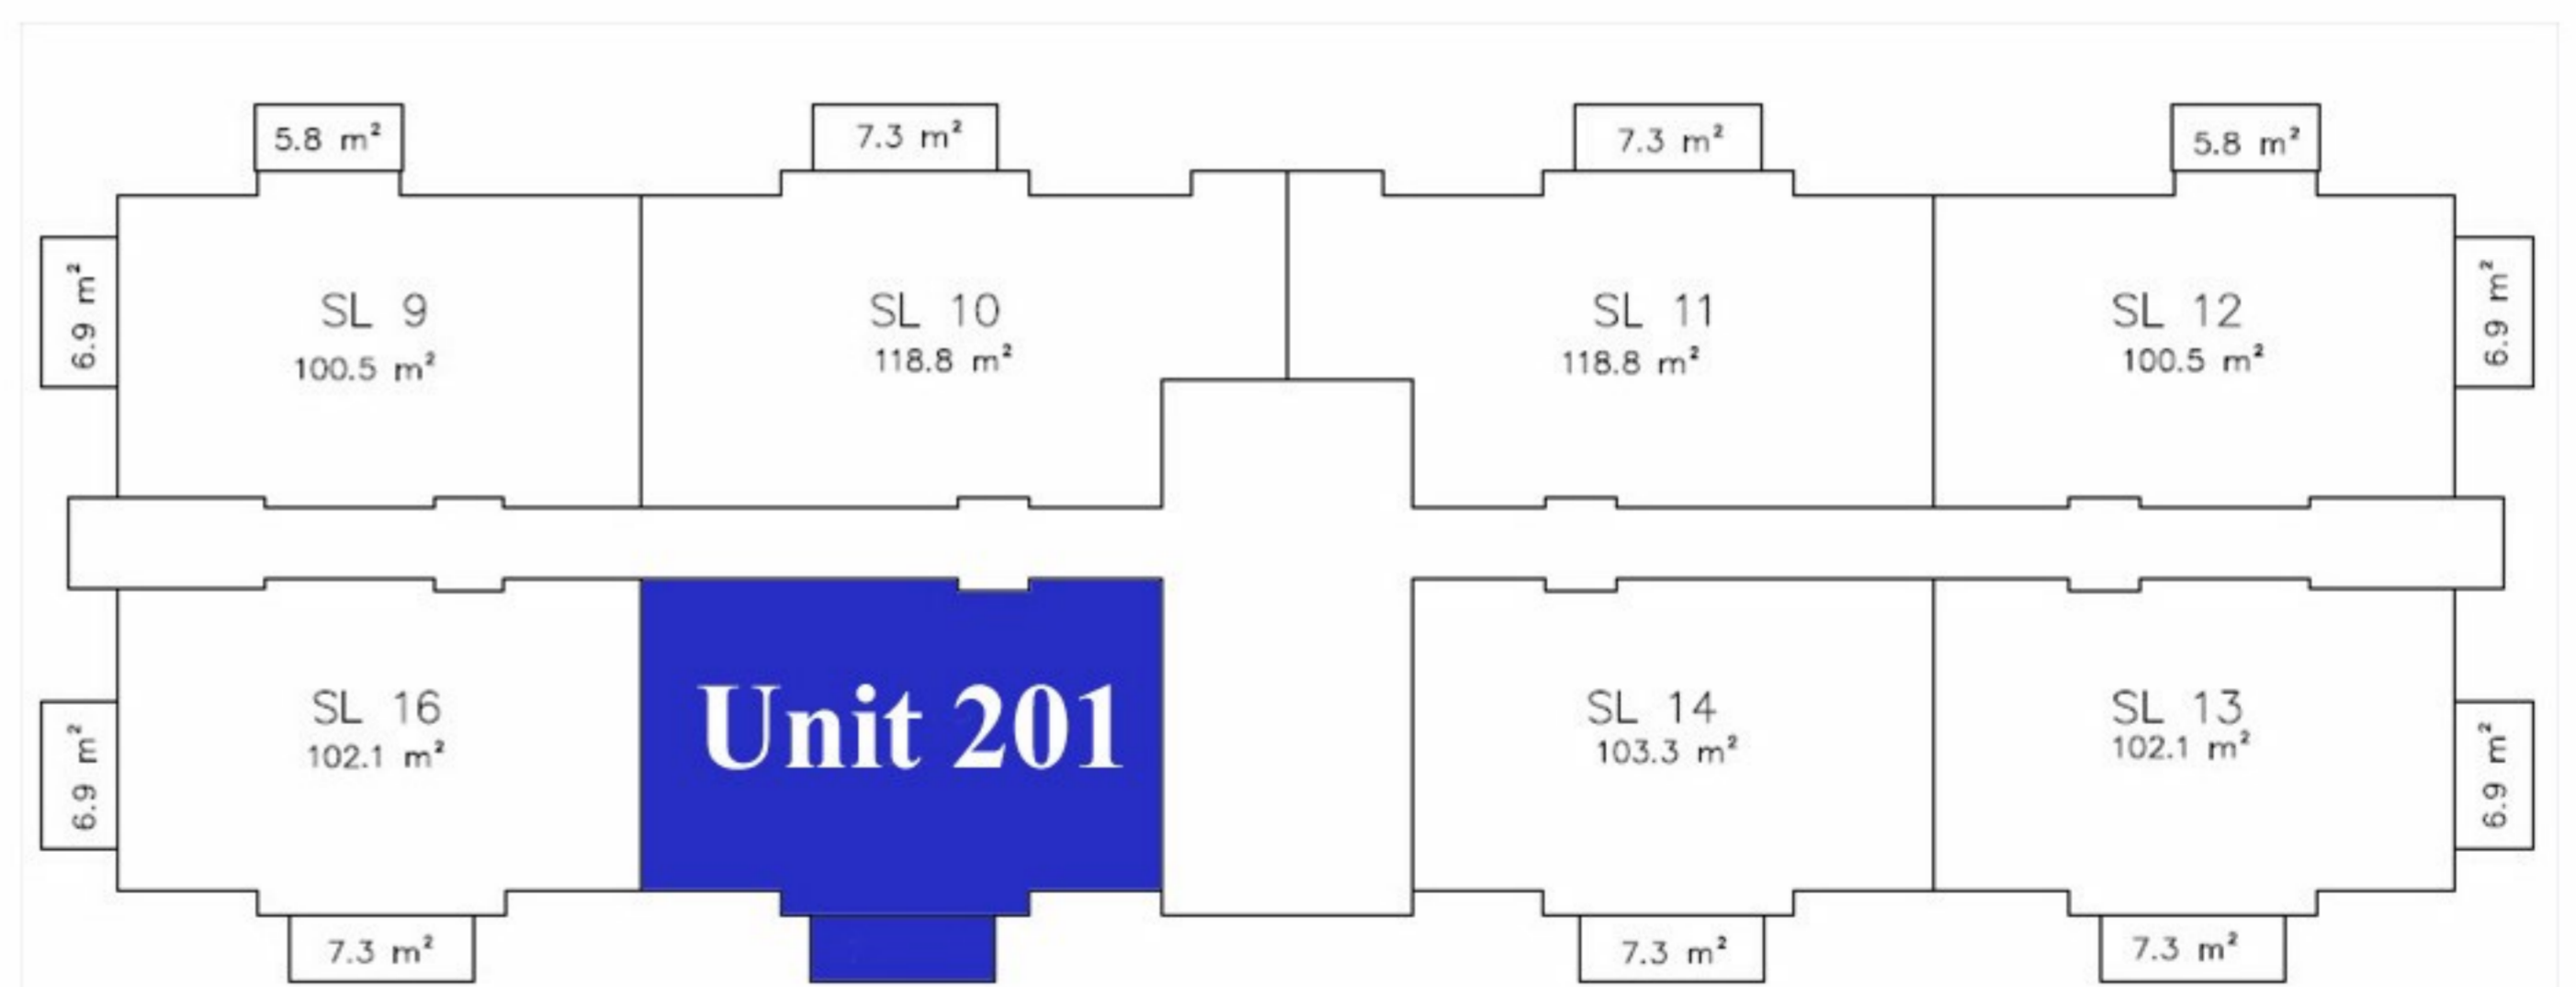 5.8 m²
7.3 m²
7.3 m²
5.8 m²
6.9 m²
SL 9
100.5 m²
SL 10
118.8 m²
SL 11
118.8 m²
SL 12
100.5 m²
6.9 m²
6.9 m²
SL 16
102.1 m²
Unit 201
SL 14
103.3 m²
SL 13
102.1 m²
6.9 m²
7.3 m²
7.3 m²
7.3 m²